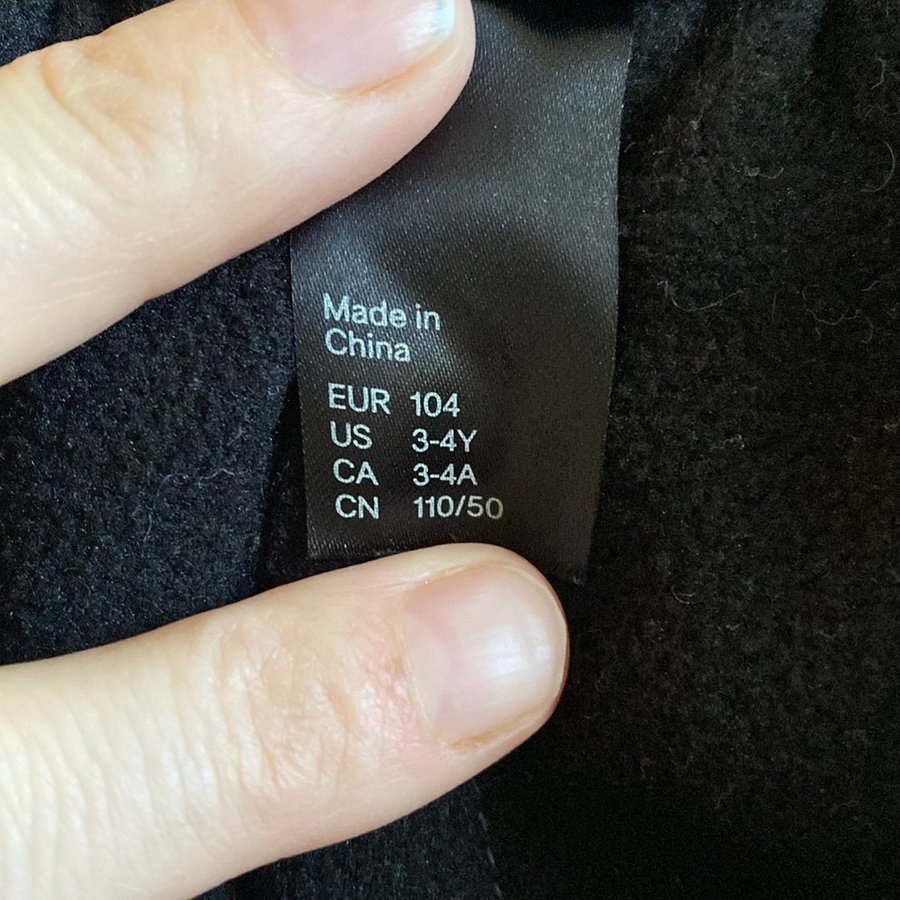 Made in
China
EUR 104
US 3-4Y
CA 3-4A
CN 110/50